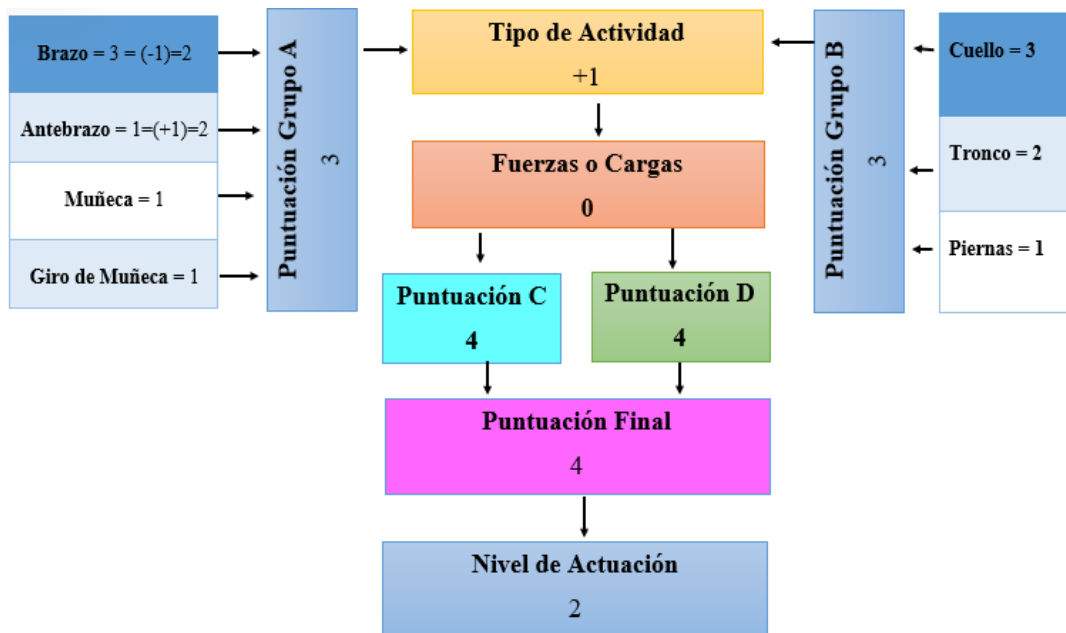 Brazo = 3 = (-1)=2
Antebrazo = 1=(+1)=2
Muñeca = 1
Giro de Muñeca = 1
Puntuación Grupo A
3
Tipo de Actividad
+1
Fuerzas o Cargas
0
Puntuación C
4
Puntuación D
4
Puntuación Final
4
Nivel de Actuación
2
Puntuación Grupo B
3
Cuello = 3
Tronco = 2
Piernas = 1